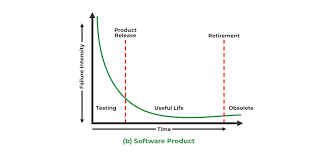 Product
Release
Retirement
Failure Intensity
Testing
Useful Life
Obsolete
Time
(b) Software Product